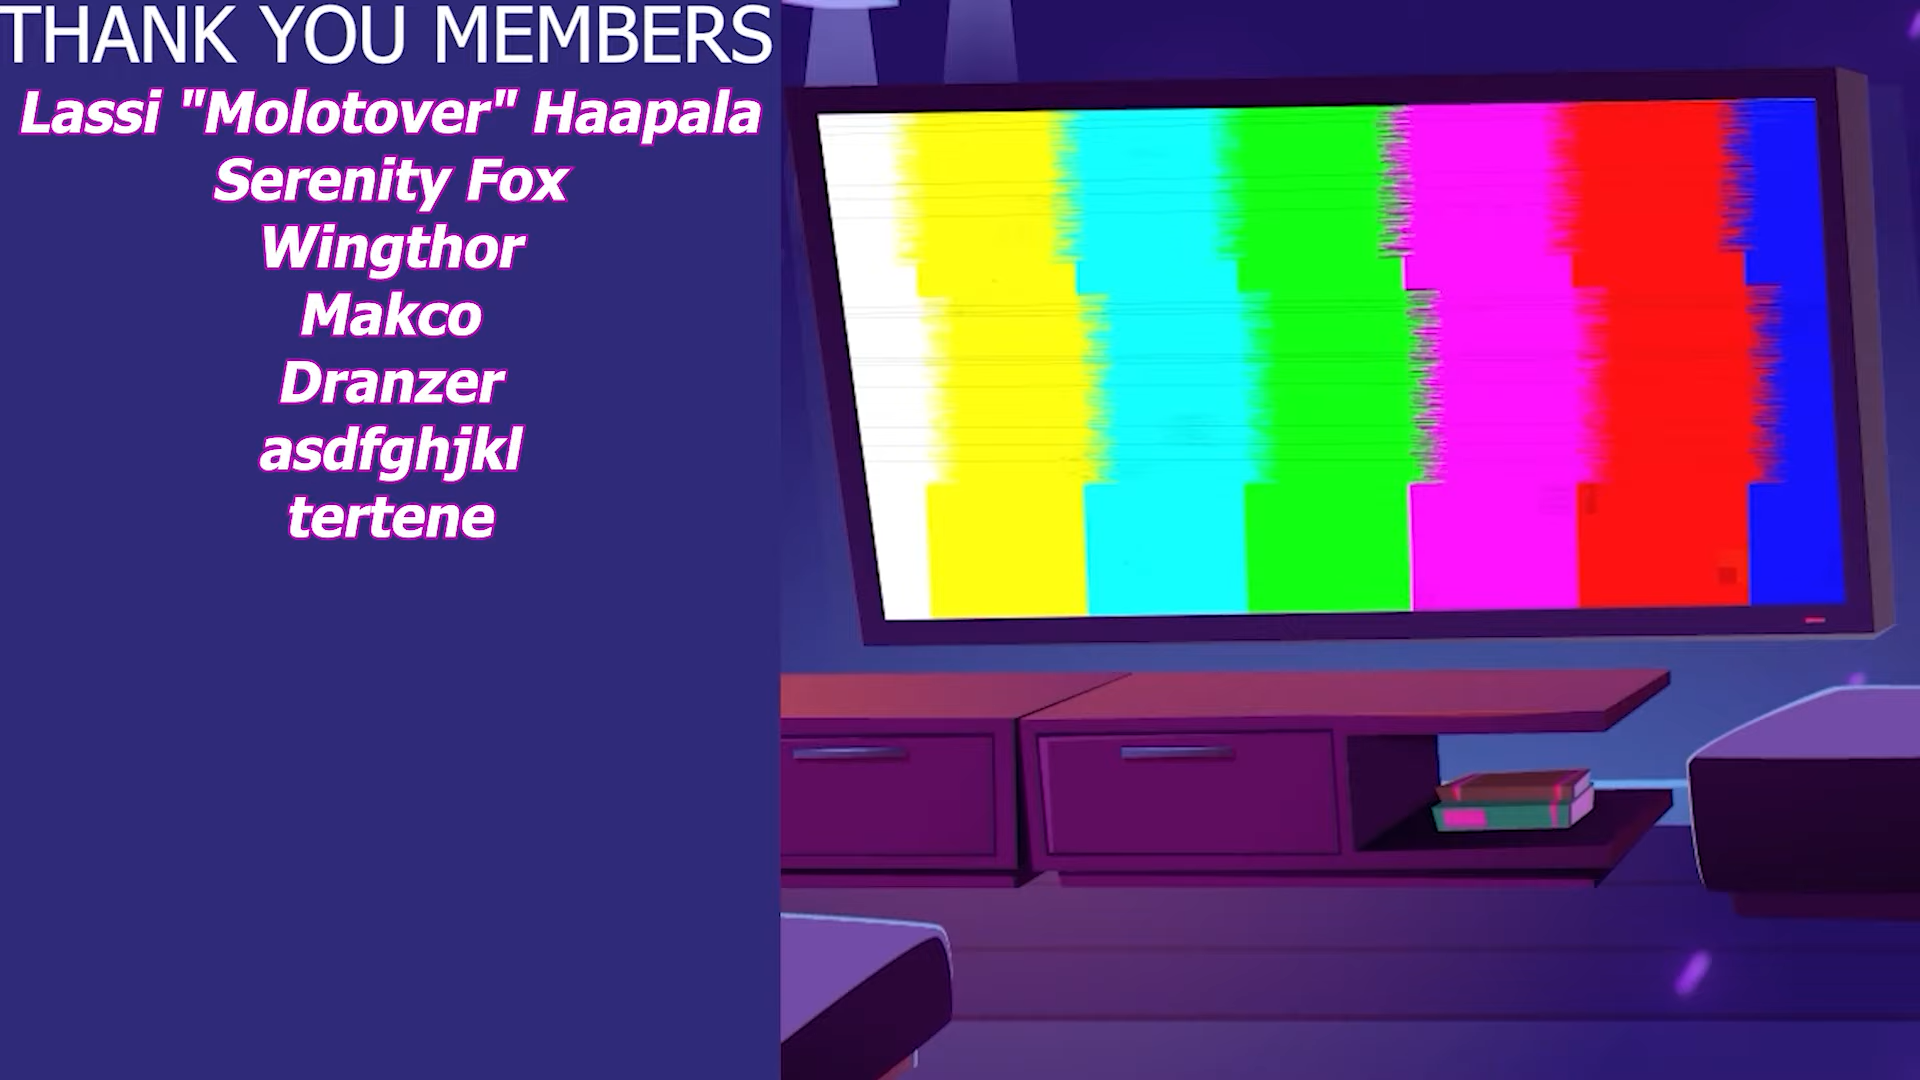 THANK YOU MEMBERS
Lassi "Molotover" Haapala
Serenity Fox
Wingthor
Makco
Dranzer
asdfghjkl
tertene